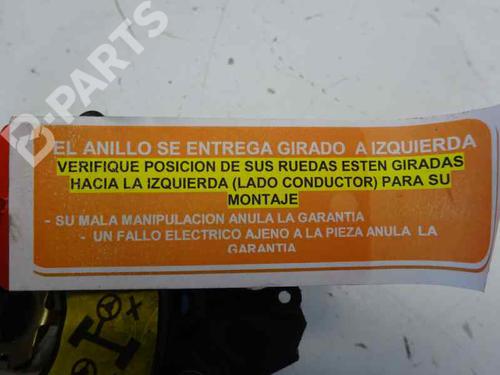 B-PARTS
EL ANILLO SE ENTREGA GIRADO A IZQUIERDA
VERIFIQUE POSICION DE SUS RUEDAS ESTEN GIRADAS
HACIA LA IZQUIERDA (LADO CONDUCTOR) PARA SU
MONTAJE
- SU MALA MANIPULACION ANULA LA GARANTIA
- UN FALLO ELECTRICO AJENO A LA PIEZA ANULA LA
GARANTIA